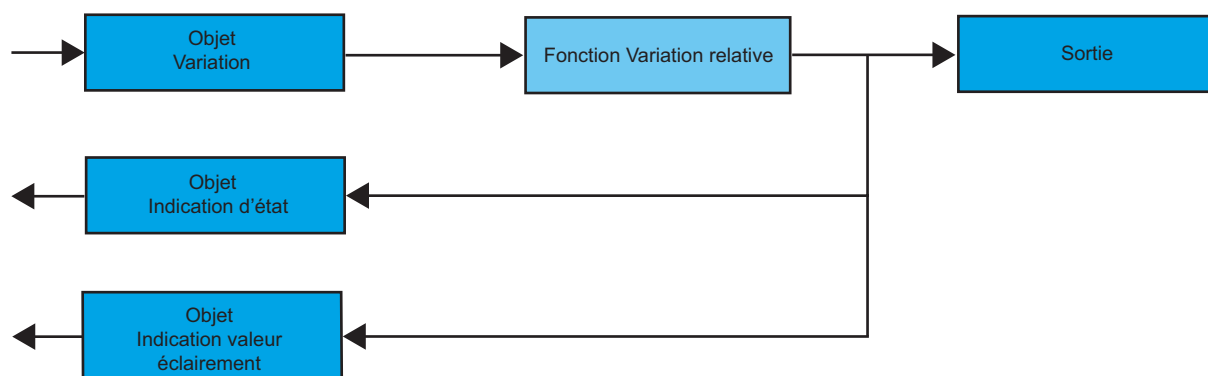 Objet
Variation
Fonction Variation relative
Sortie
Objet
Indication d'état
Objet
Indication valeur
éclairement